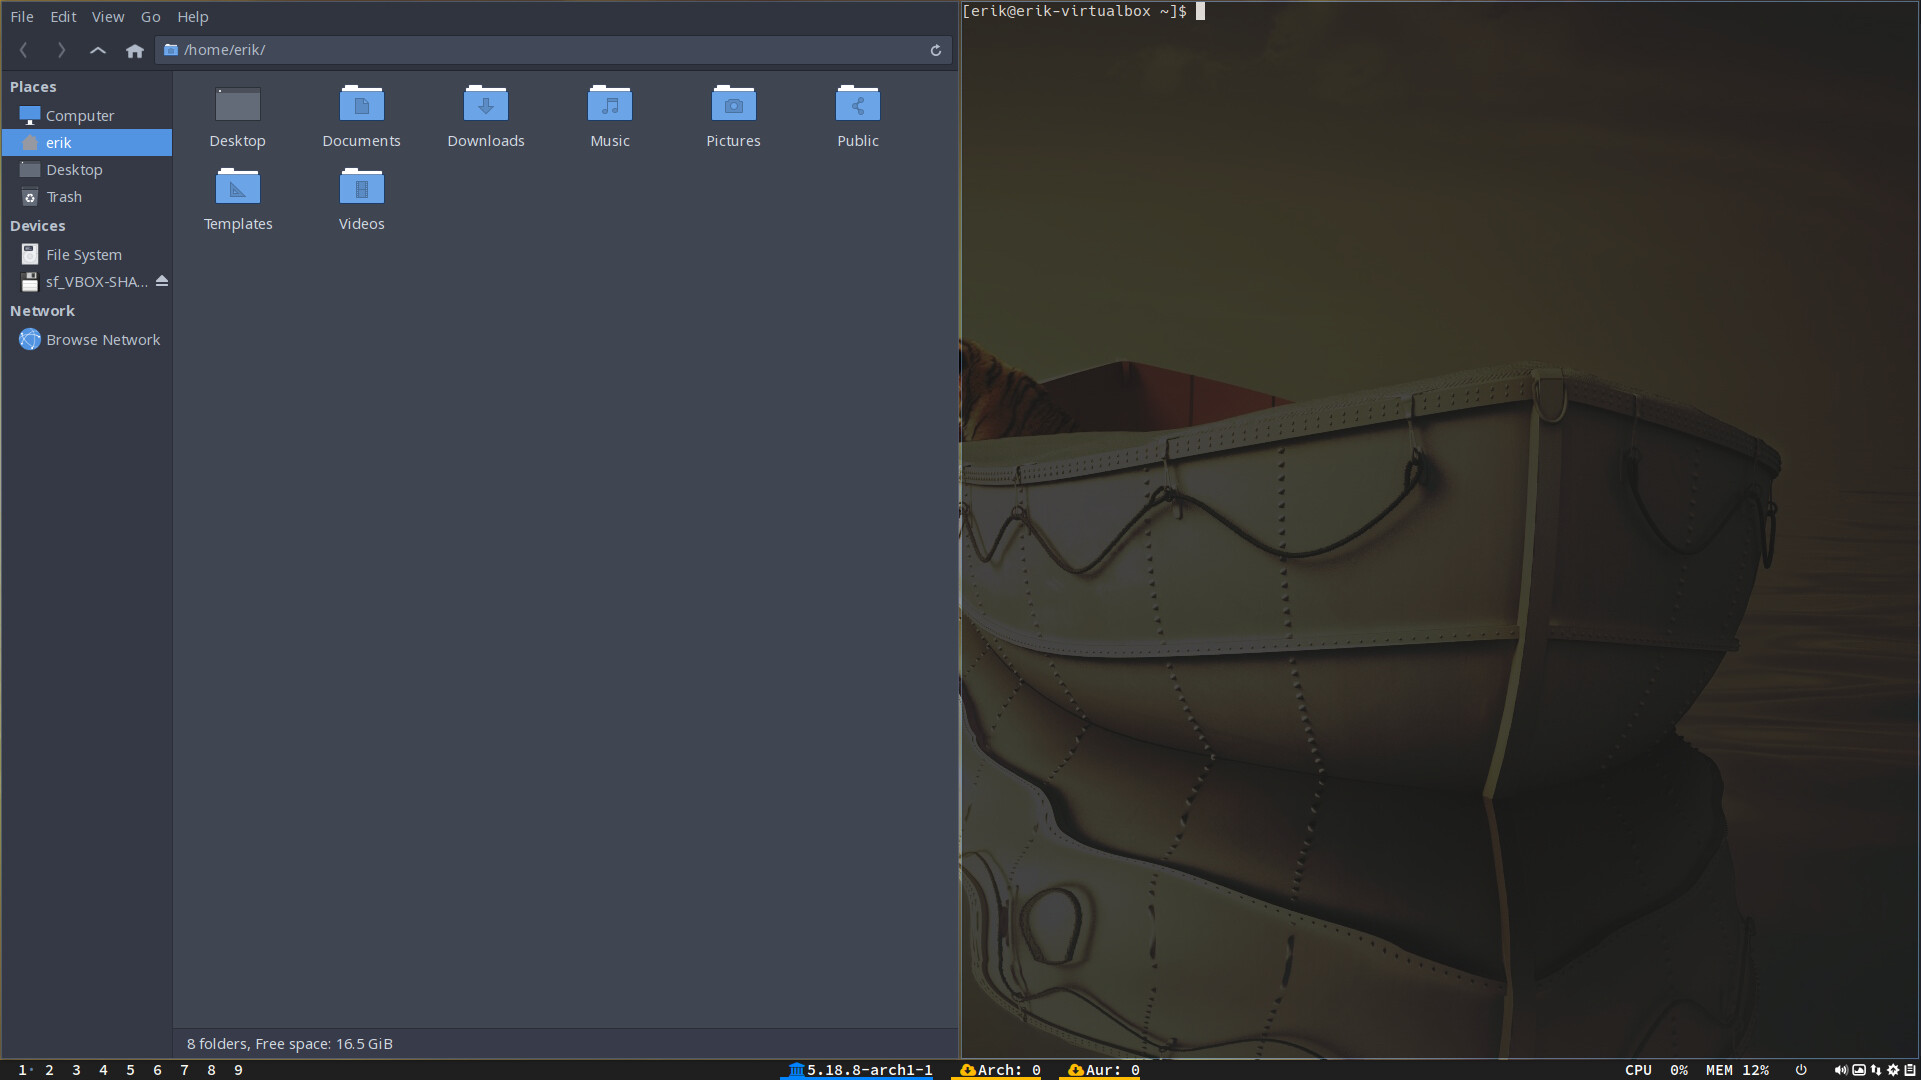 File Edit View Go Help
/home/erik/
Places
Computer
erik
Desktop
Trash
Devices
File System
sf_VBOX-SHA...
Network
Browse Network
Desktop Documents Downloads Music Pictures Public
Templates Videos
8 folders, Free space: 16.5 GiB
[erik@erik-virtualbox ~]$
1 2 3 4 5 6 7 8 9 5.18.8-arch1-1 Arch: 0 Aur: 0 CPU 0% MEM 12%